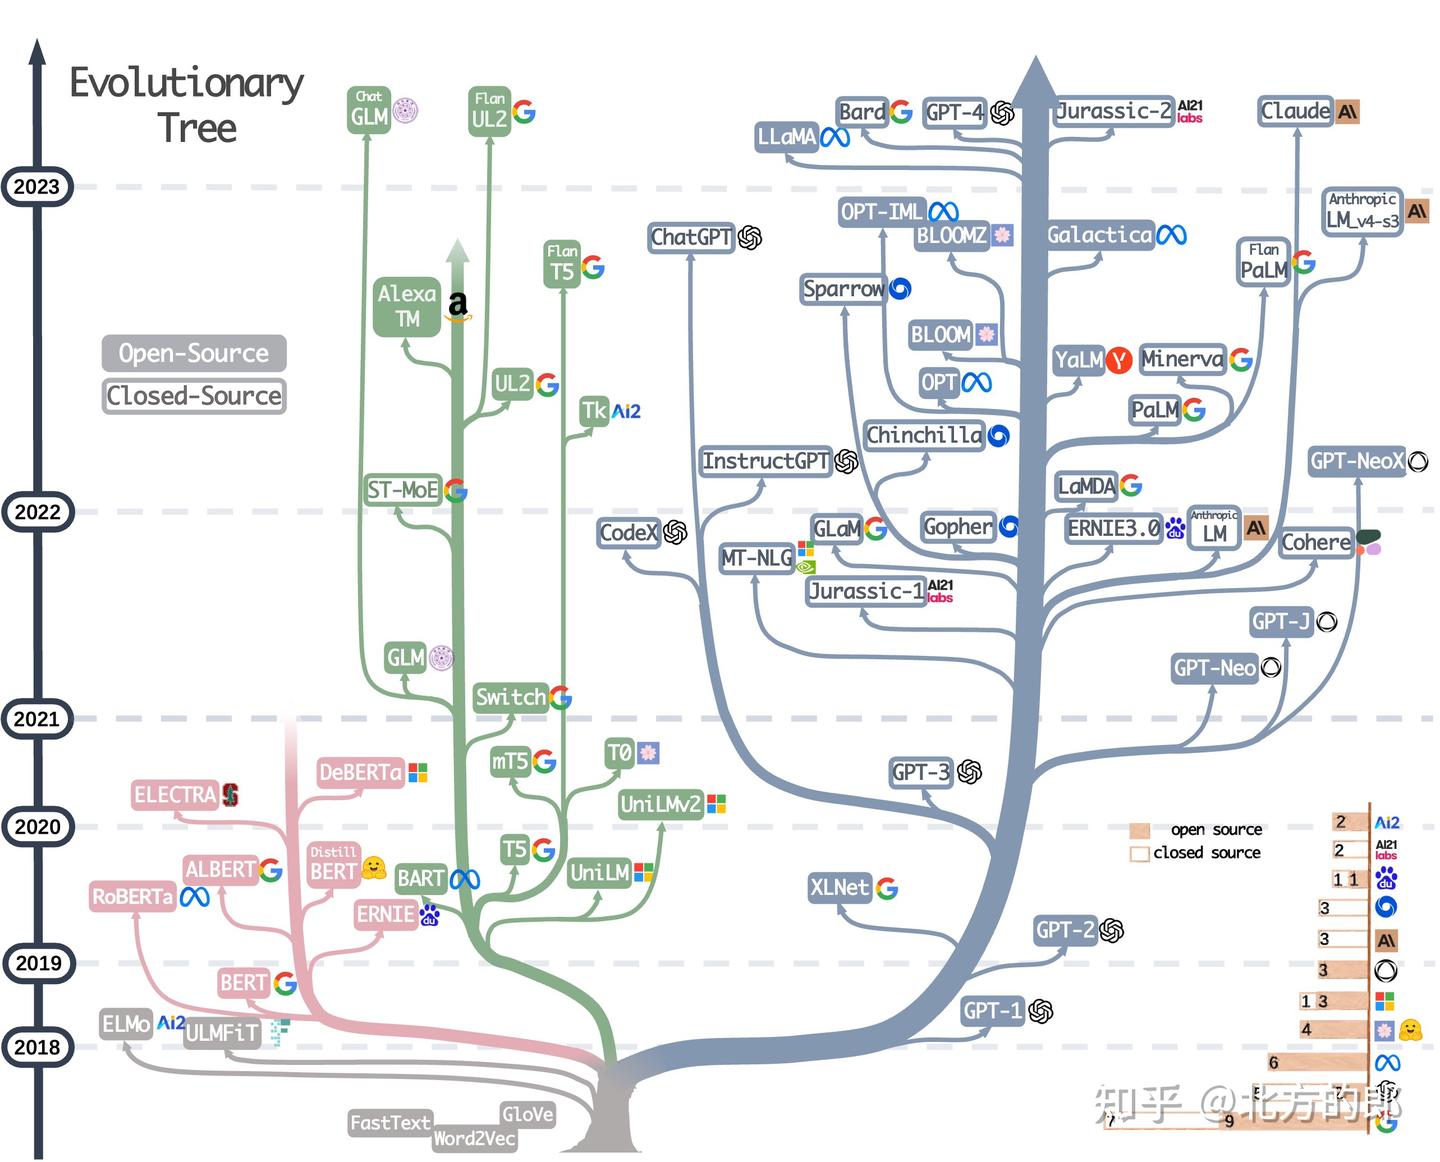 Evolutionary
Tree
2023
2022
2021
2020
2019
2018
Open-Source
Closed-Source
Chat
GLM
Flan
UL2
G
Alexa
TM
a
Flan
T5
G
UL2
G
Tk
Ai2
ST-MoE
G
GLM
Switch
G
mT5
G
T0
UniLMv2
T5
G
UniLM
BART
DeBERTa
ELECTRA
S
Distill
BERT
ALBERT
G
RoBERTa
ERNIE
du
BERT
G
ELMo
Ai2
ULMFiT
FastText
Word2Vec
GloVe
LLaMA
Bard
G
GPT-4
Jurassic-2
AI21
labs
Claude
A\
Anthropic
LM_v4-s3
A\
ChatGPT
OPT-IML
BLOOMZ
Galactica
Flan
PaLM
G
Sparrow
BLOOM
YaLM
Y
Minerva
G
OPT
PaLM
G
Chinchilla
InstructGPT
GPT-NeoX
LaMDA
G
CodeX
GLaM
G
Gopher
ERNIE3.0
du
Anthropic
LM
A\
Cohere
MT-NLG
Jurassic-1
AI21
labs
GPT-J
GPT-Neo
GPT-3
XLNet
G
GPT-2
GPT-1
open source
closed source
2 Ai2
2 AI21
labs
1 1 du
3
3 A\
3
1 3
4
6
7 9 G
知乎 @北方的郎